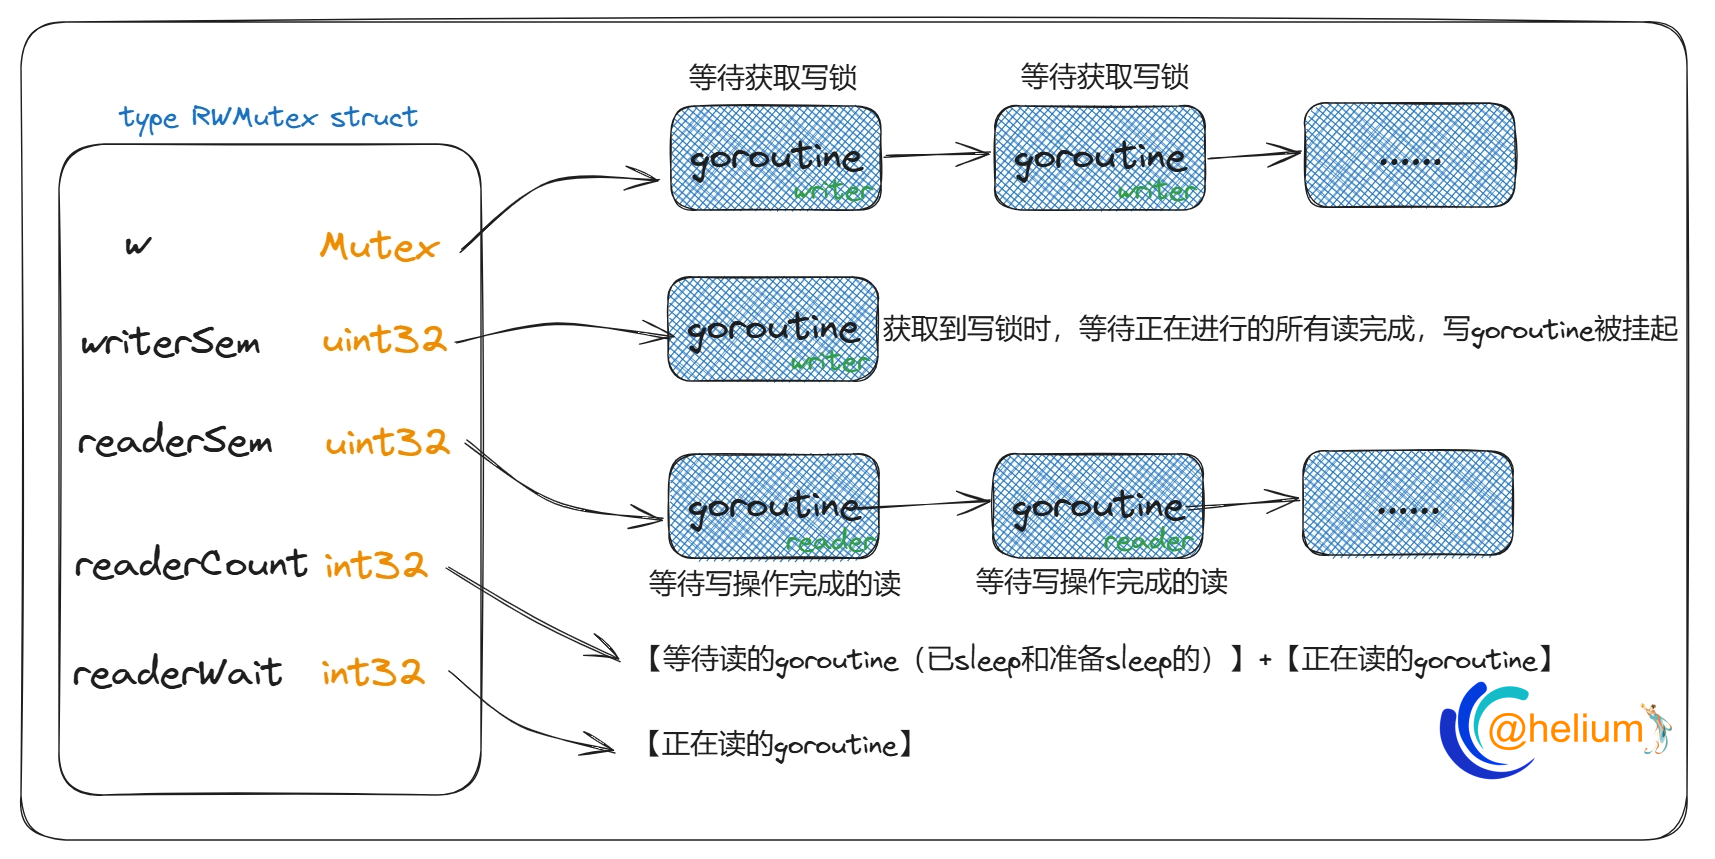 等待获取写锁
等待获取写锁
type RWMutex struct
goroutine
writer
goroutine
writer
......
w Mutex
writerSem uint32
goroutine
writer
获取到写锁时，等待正在进行的所有读完成，写goroutine被挂起
readerSem uint32
goroutine
reader
goroutine
reader
......
等待写操作完成的读
等待写操作完成的读
readerCount int32
【等待读的goroutine（已sleep和准备sleep的）】+【正在读的goroutine】
readerWait int32
【正在读的goroutine】
@helium